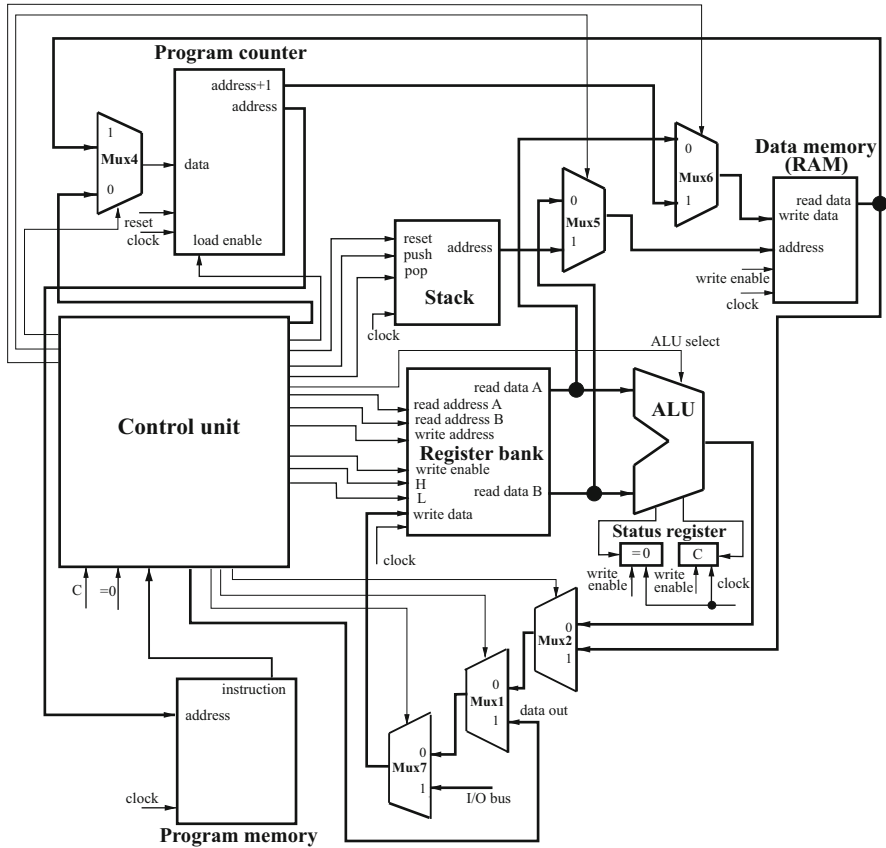 Program counter
address+1
address
1
Mux4
0
data
reset
clock
load enable
0
Mux6
1
Data memory
(RAM)
read data
write data
address
write enable
clock
0
Mux5
1
reset
push
pop
address
Stack
clock
ALU select
Control unit
read data A
read address A
read address B
write address
Register bank
write enable
H
L
read data B
write data
clock
ALU
Status register
=0
C
write
enable
write
enable
clock
C
=0
0
Mux2
1
0
Mux1
1
data out
0
Mux7
1
I/O bus
instruction
address
clock
Program memory